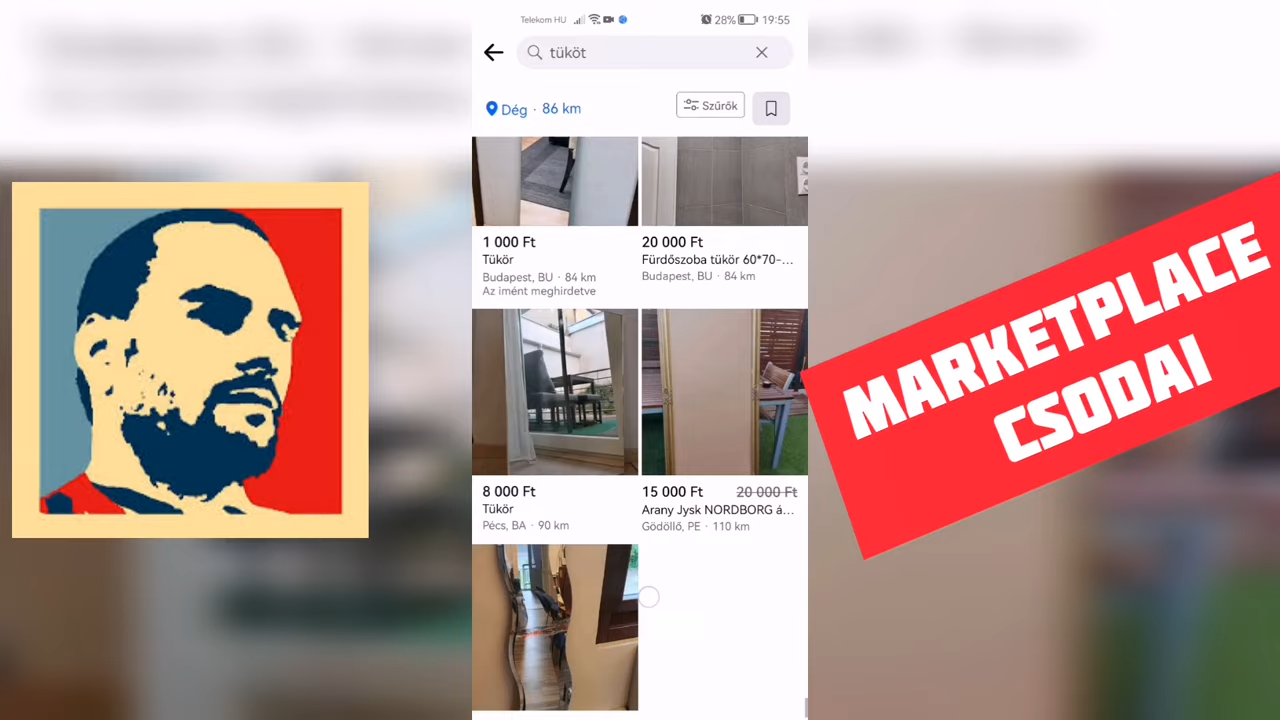 Telekom HU
28% 19:55
tüköt
Dég · 86 km
Szűrők
1 000 Ft
Tükör
Budapest, BU · 84 km
Az imént meghirdetve
20 000 Ft
Fürdőszoba tükör 60*70-...
Budapest, BU · 84 km
8 000 Ft
Tükör
Pécs, BA · 90 km
15 000 Ft 20 000 Ft
Arany Jysk NORDBORG á...
Gödöllő, PE · 110 km
MARKETPLACE
CSODAI